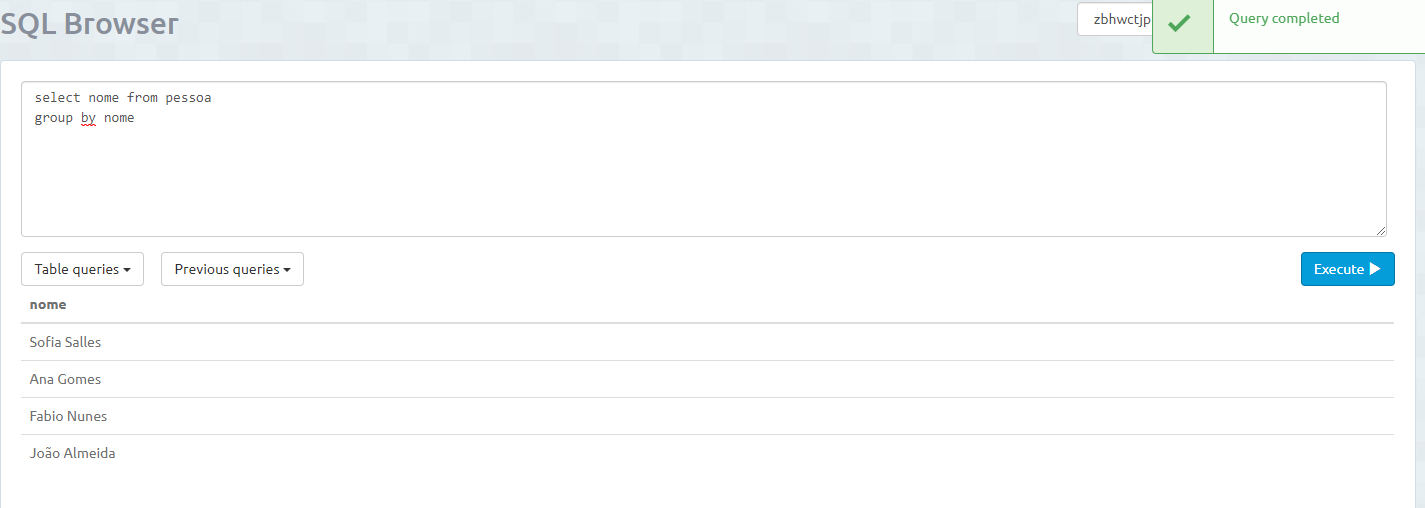 SQL Browser
zbhwctjp
Query completed
select nome from pessoa
group by nome
Table queries
Previous queries
Execute
nome
Sofia Salles
Ana Gomes
Fabio Nunes
João Almeida